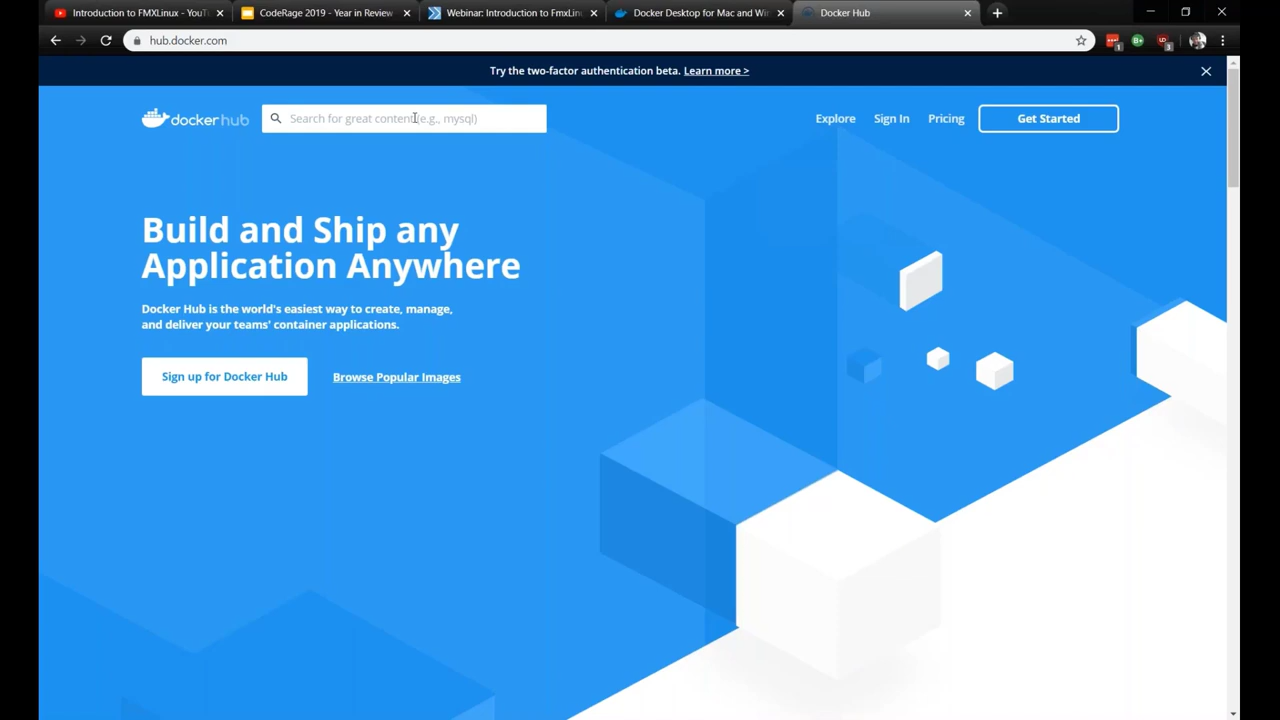 Introduction to FMXLinux - YouTu
CodeRage 2019 - Year in Review
Webinar: Introduction to FmxLinu
Docker Desktop for Mac and Win
Docker Hub
hub.docker.com
Try the two-factor authentication beta. Learn more >
docker hub
Search for great content (e.g., mysql)
Explore
Sign In
Pricing
Get Started
Build and Ship any
Application Anywhere
Docker Hub is the world's easiest way to create, manage,
and deliver your teams' container applications.
Sign up for Docker Hub
Browse Popular Images